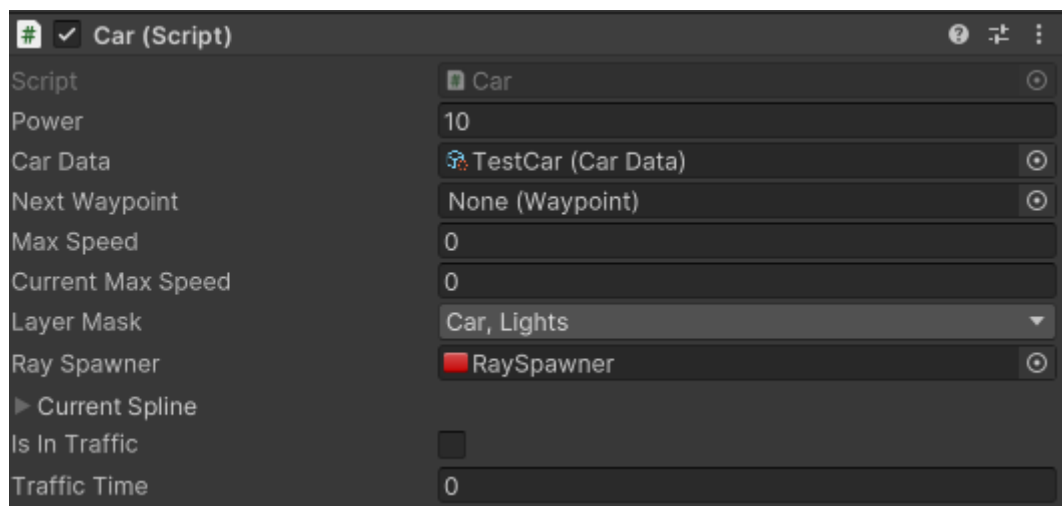 # Car (Script)
Script Car
Power 10
Car Data TestCar (Car Data)
Next Waypoint None (Waypoint)
Max Speed 0
Current Max Speed 0
Layer Mask Car, Lights
Ray Spawner RaySpawner
Current Spline
Is In Traffic
Traffic Time 0